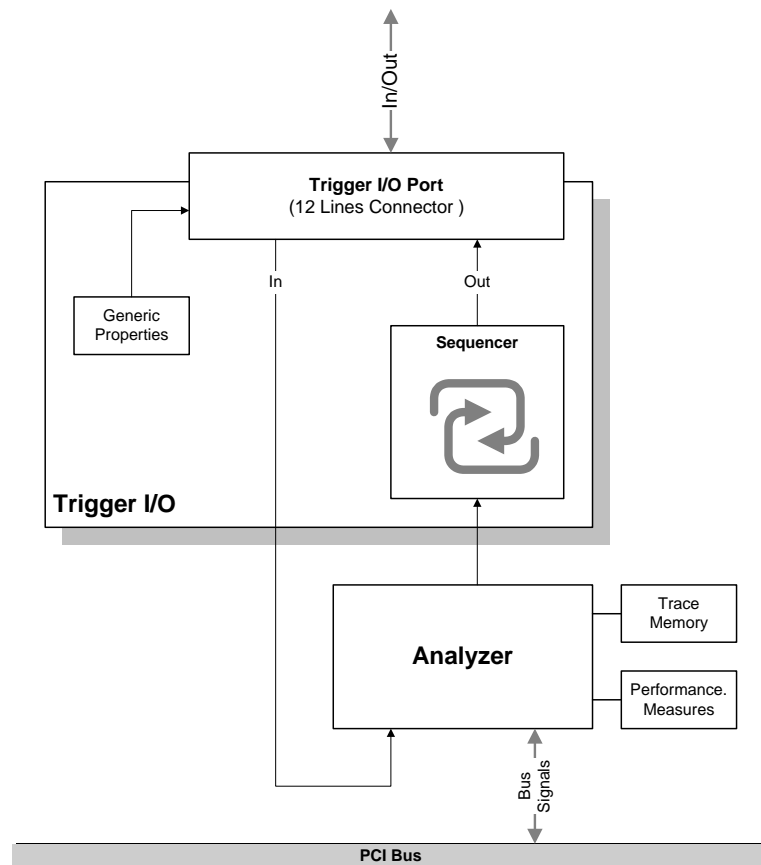 In/Out
Trigger I/O Port
(12 Lines Connector )
In
Out
Generic
Properties
Sequencer
Trigger I/O
Analyzer
Trace
Memory
Performance.
Measures
Bus
Signals
PCI Bus